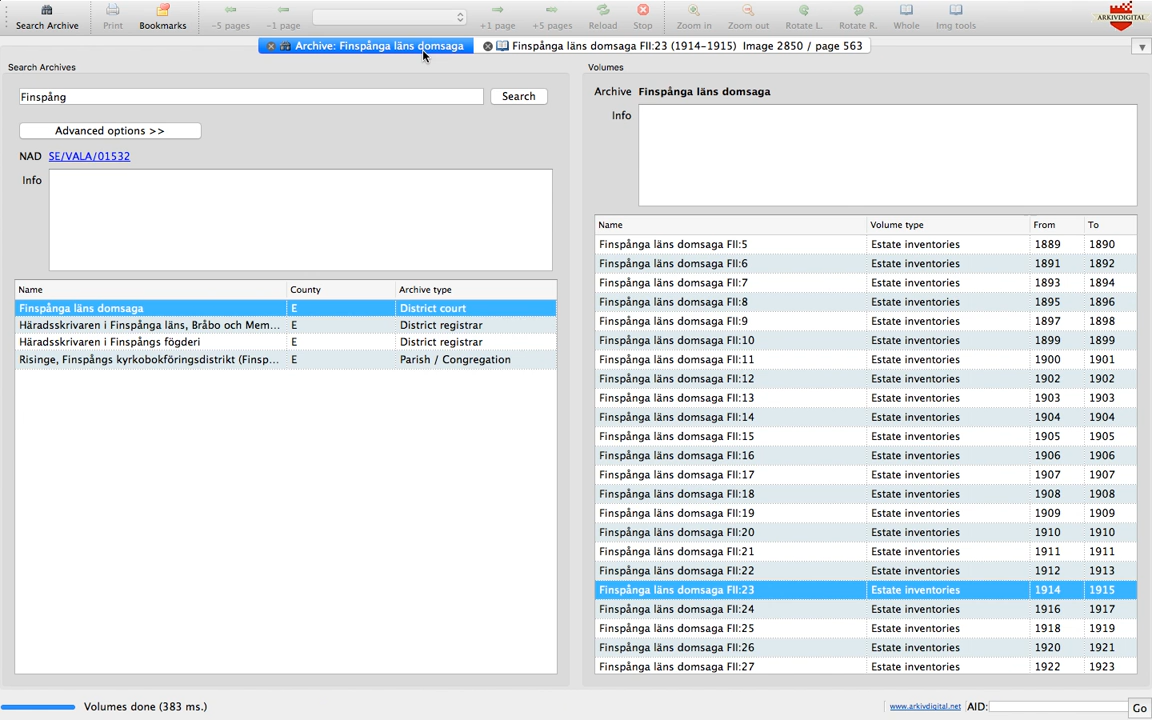 Search Archive Print Bookmarks −5 pages −1 page +1 page +5 pages Reload Stop Zoom in Zoom out Rotate L. Rotate R. Whole Img tools
ARKIVDIGITAL
Archive: Finspånga läns domsaga Finspånga läns domsaga FII:23 (1914−1915) Image 2850 / page 563
Search Archives
Finspång Search
Advanced options >>
NAD SE/VALA/01532
Info
Name County Archive type
Finspånga läns domsaga E District court
Häradsskrivaren i Finspånga läns, Bråbo och Mem... E District registrar
Häradsskrivaren i Finspångs fögderi E District registrar
Risinge, Finspångs kyrkobokföringsdistrikt (Finsp... E Parish / Congregation
Volumes
Archive Finspånga läns domsaga
Info
Name Volume type From To
Finspånga läns domsaga FII:5 Estate inventories 1889 1890
Finspånga läns domsaga FII:6 Estate inventories 1891 1892
Finspånga läns domsaga FII:7 Estate inventories 1893 1894
Finspånga läns domsaga FII:8 Estate inventories 1895 1896
Finspånga läns domsaga FII:9 Estate inventories 1897 1898
Finspånga läns domsaga FII:10 Estate inventories 1899 1899
Finspånga läns domsaga FII:11 Estate inventories 1900 1901
Finspånga läns domsaga FII:12 Estate inventories 1902 1902
Finspånga läns domsaga FII:13 Estate inventories 1903 1903
Finspånga läns domsaga FII:14 Estate inventories 1904 1904
Finspånga läns domsaga FII:15 Estate inventories 1905 1905
Finspånga läns domsaga FII:16 Estate inventories 1906 1906
Finspånga läns domsaga FII:17 Estate inventories 1907 1907
Finspånga läns domsaga FII:18 Estate inventories 1908 1908
Finspånga läns domsaga FII:19 Estate inventories 1909 1909
Finspånga läns domsaga FII:20 Estate inventories 1910 1910
Finspånga läns domsaga FII:21 Estate inventories 1911 1911
Finspånga läns domsaga FII:22 Estate inventories 1912 1913
Finspånga läns domsaga FII:23 Estate inventories 1914 1915
Finspånga läns domsaga FII:24 Estate inventories 1916 1917
Finspånga läns domsaga FII:25 Estate inventories 1918 1919
Finspånga läns domsaga FII:26 Estate inventories 1920 1921
Finspånga läns domsaga FII:27 Estate inventories 1922 1923
Volumes done (383 ms.) www.arkivdigital.net AID: Go